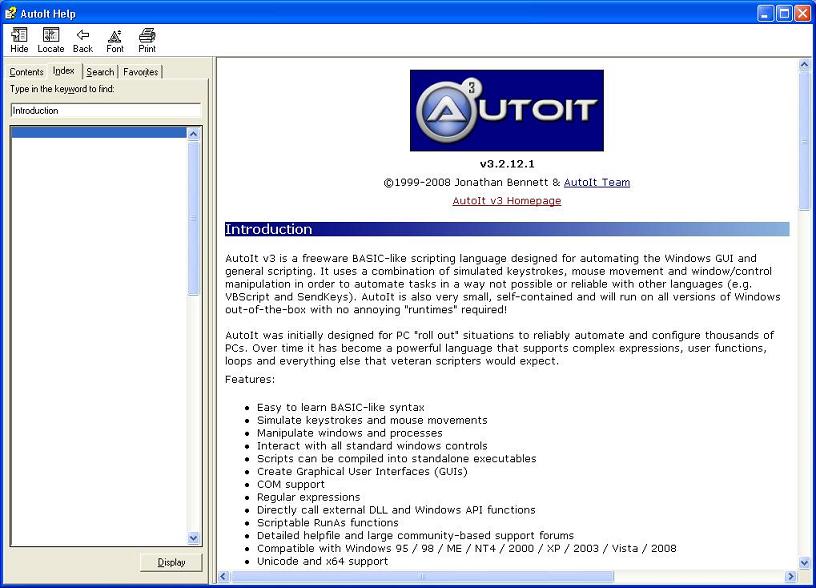 AutoIt Help
Hide Locate Back Font Print
Contents Index Search Favorites
Type in the keyword to find:
Introduction
Display
3
AUTOIT
v3.2.12.1
©1999-2008 Jonathan Bennett & AutoIt Team
AutoIt v3 Homepage
Introduction
AutoIt v3 is a freeware BASIC-like scripting language designed for automating the Windows GUI and
general scripting. It uses a combination of simulated keystrokes, mouse movement and window/control
manipulation in order to automate tasks in a way not possible or reliable with other languages (e.g.
VBScript and SendKeys). AutoIt is also very small, self-contained and will run on all versions of Windows
out-of-the-box with no annoying "runtimes" required!
AutoIt was initially designed for PC "roll out" situations to reliably automate and configure thousands of
PCs. Over time it has become a powerful language that supports complex expressions, user functions,
loops and everything else that veteran scripters would expect.
Features:
• Easy to learn BASIC-like syntax
• Simulate keystrokes and mouse movements
• Manipulate windows and processes
• Interact with all standard windows controls
• Scripts can be compiled into standalone executables
• Create Graphical User Interfaces (GUIs)
• COM support
• Regular expressions
• Directly call external DLL and Windows API functions
• Scriptable RunAs functions
• Detailed helpfile and large community-based support forums
• Compatible with Windows 95 / 98 / ME / NT4 / 2000 / XP / 2003 / Vista / 2008
• Unicode and x64 support